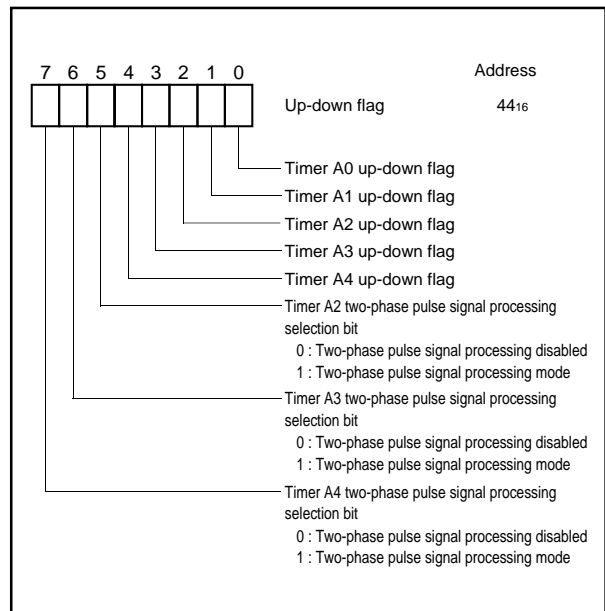 7 6 5 4 3 2 1 0
Address
Up-down flag 44₁₆
Timer A0 up-down flag
Timer A1 up-down flag
Timer A2 up-down flag
Timer A3 up-down flag
Timer A4 up-down flag
Timer A2 two-phase pulse signal processing
selection bit
0 : Two-phase pulse signal processing disabled
1 : Two-phase pulse signal processing mode
Timer A3 two-phase pulse signal processing
selection bit
0 : Two-phase pulse signal processing disabled
1 : Two-phase pulse signal processing mode
Timer A4 two-phase pulse signal processing
selection bit
0 : Two-phase pulse signal processing disabled
1 : Two-phase pulse signal processing mode